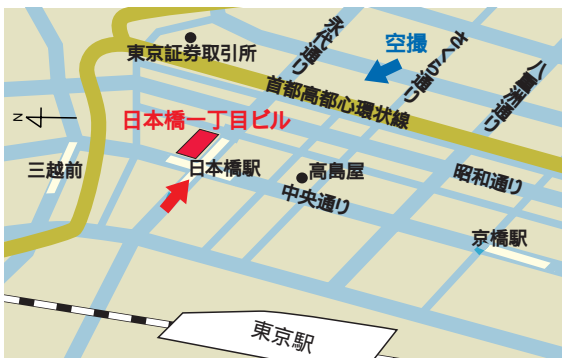 永代通り
空撮
さくら通り
八重洲通り
東京証券取引所
首都高都心環状線
N
日本橋一丁目ビル
三越前
日本橋駅
高島屋
昭和通り
中央通り
京橋駅
東京駅